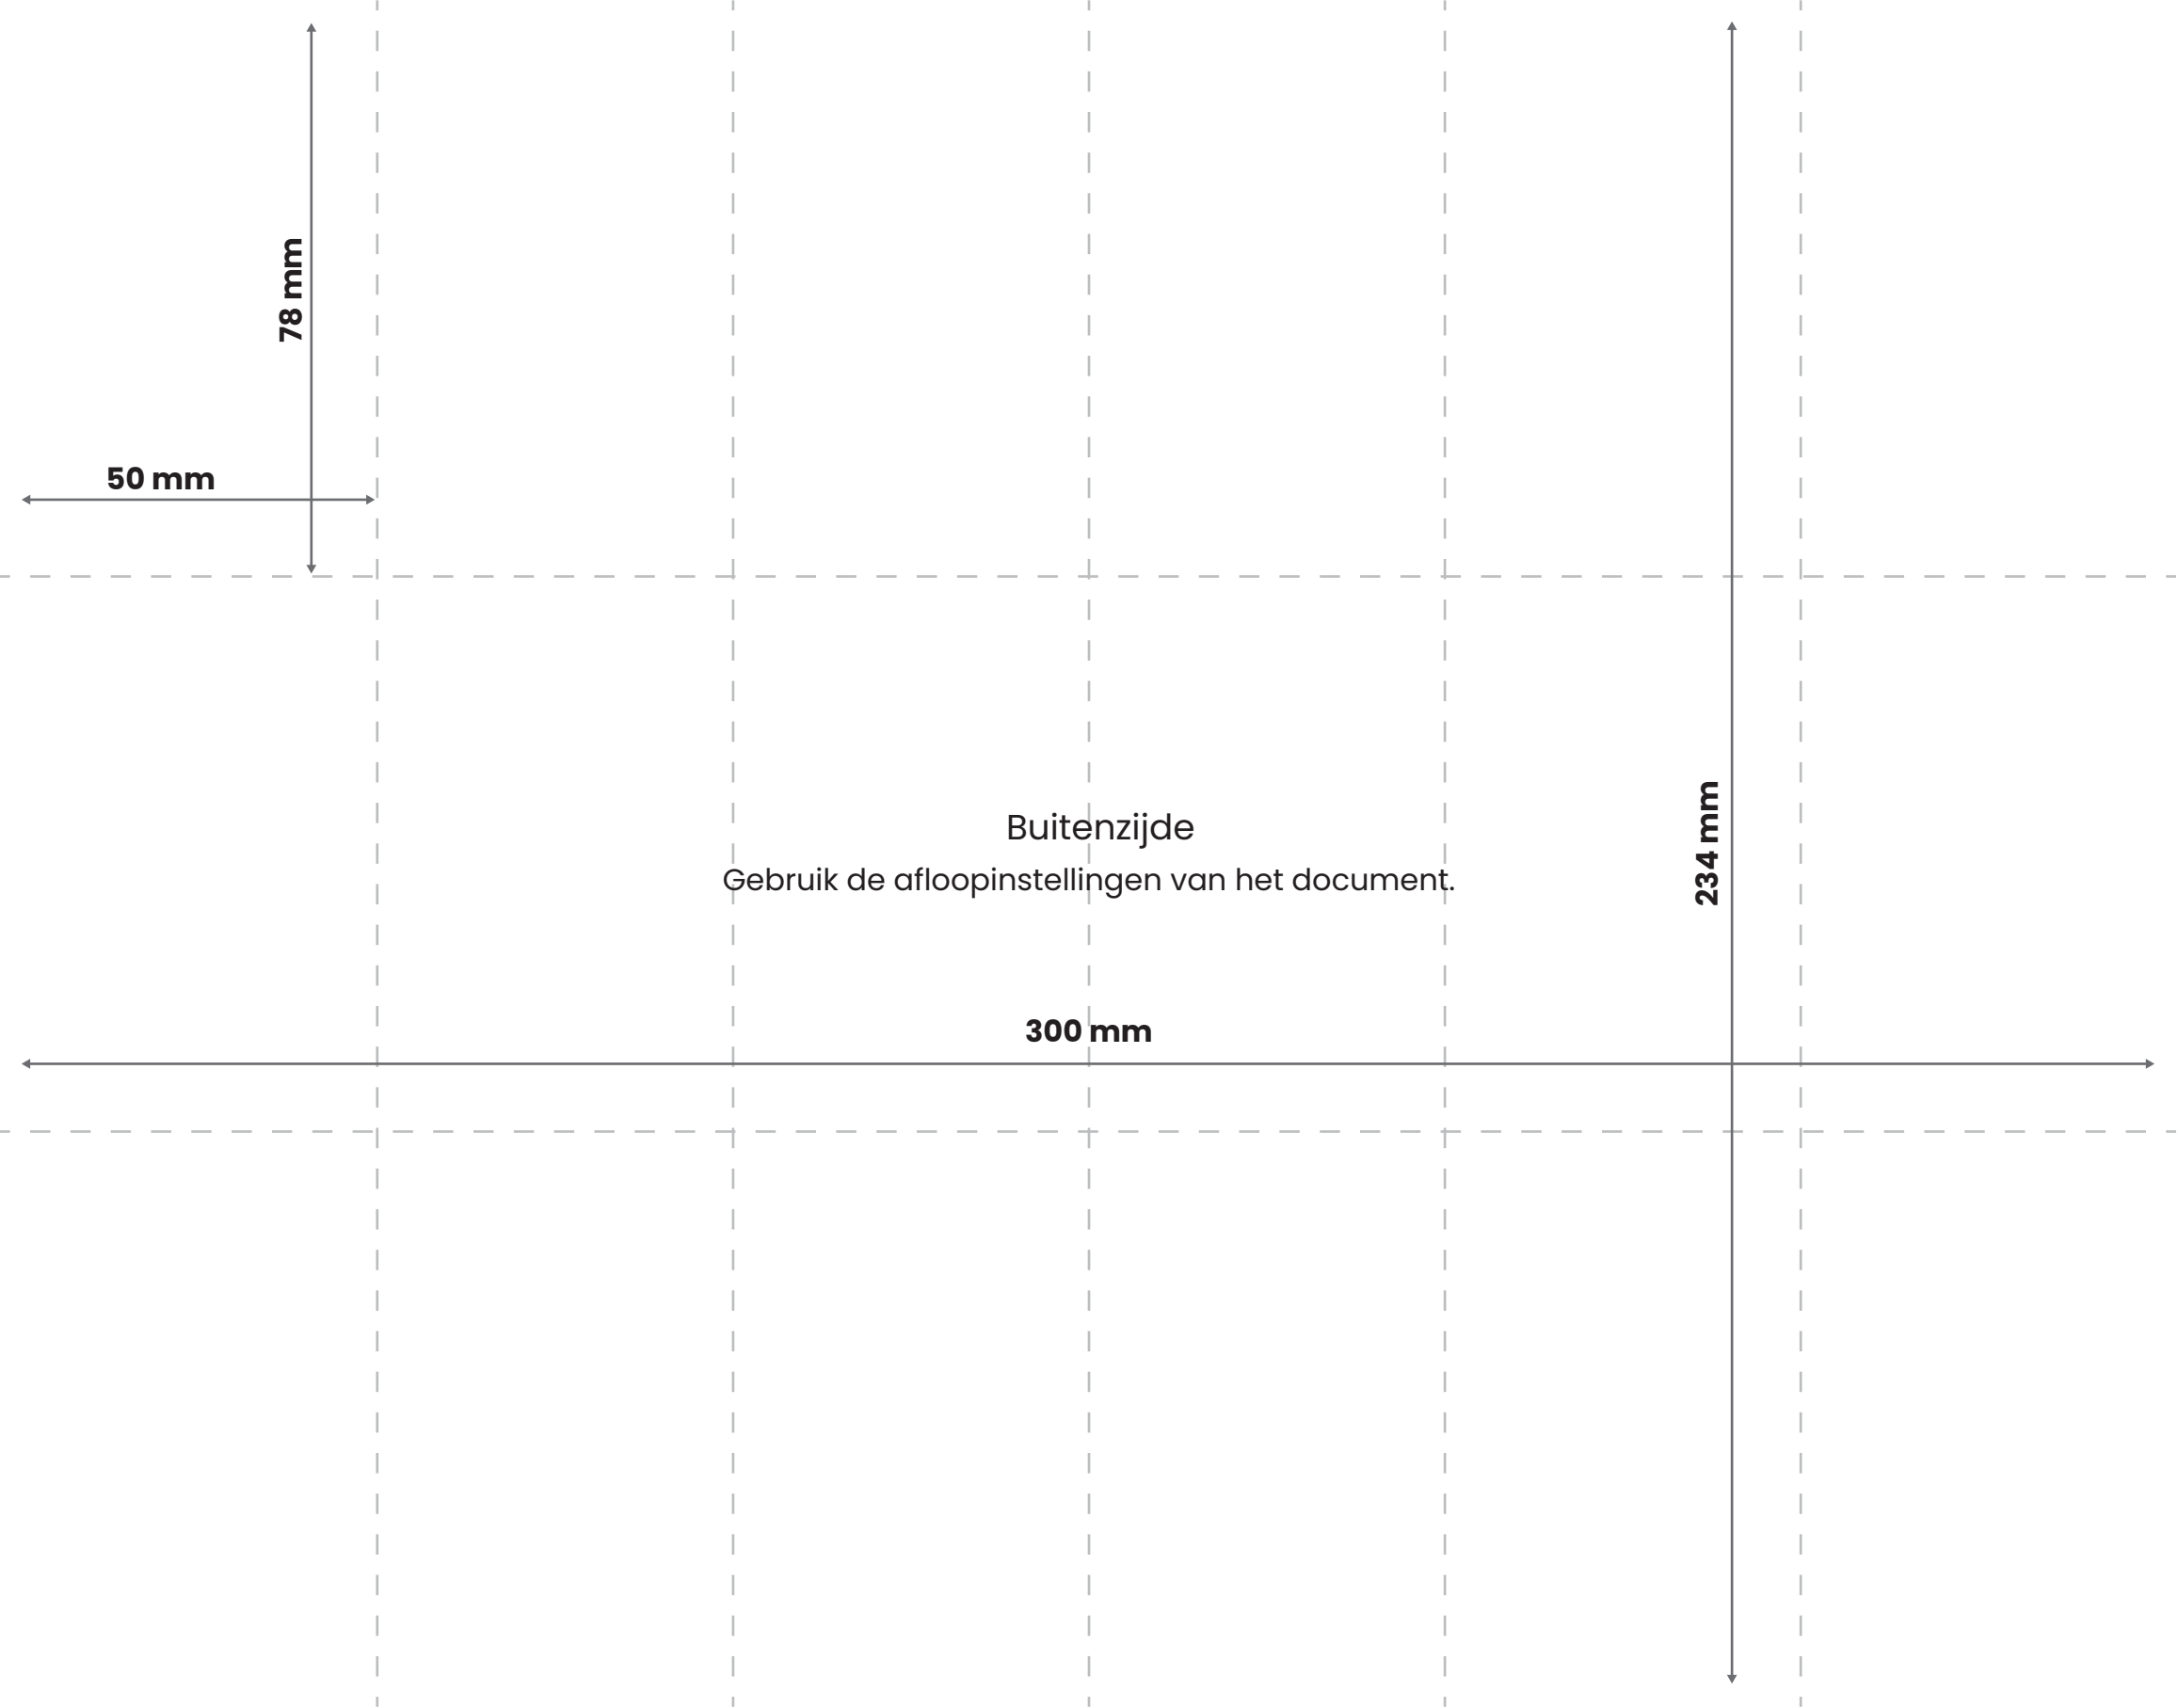 78 mm
50 mm
Buitenzijde
Gebruik de afloopinstellingen van het document.
234 mm
300 mm